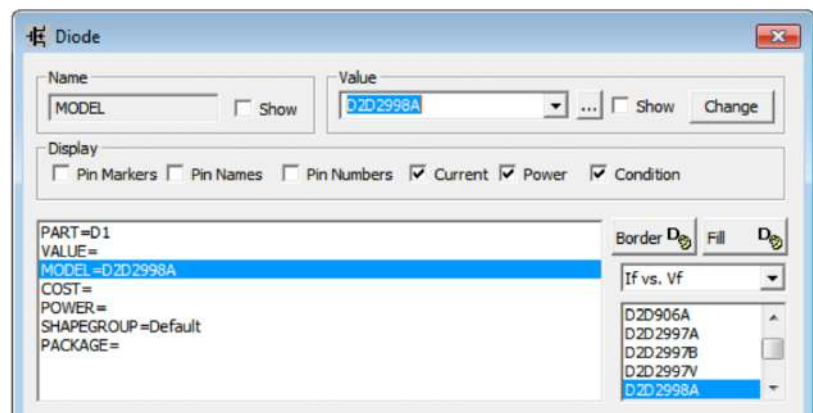 Diode
Name
MODEL
Show
Value
D2D2998A
...
Show
Change
Display
Pin Markers
Pin Names
Pin Numbers
Current
Power
Condition
PART=D1
VALUE=
MODEL=D2D2998A
COST=
POWER=
SHAPEGROUP=Default
PACKAGE=
Border D
Fill D
If vs. Vf
D2D906A
D2D2997A
D2D2997B
D2D2997V
D2D2998A